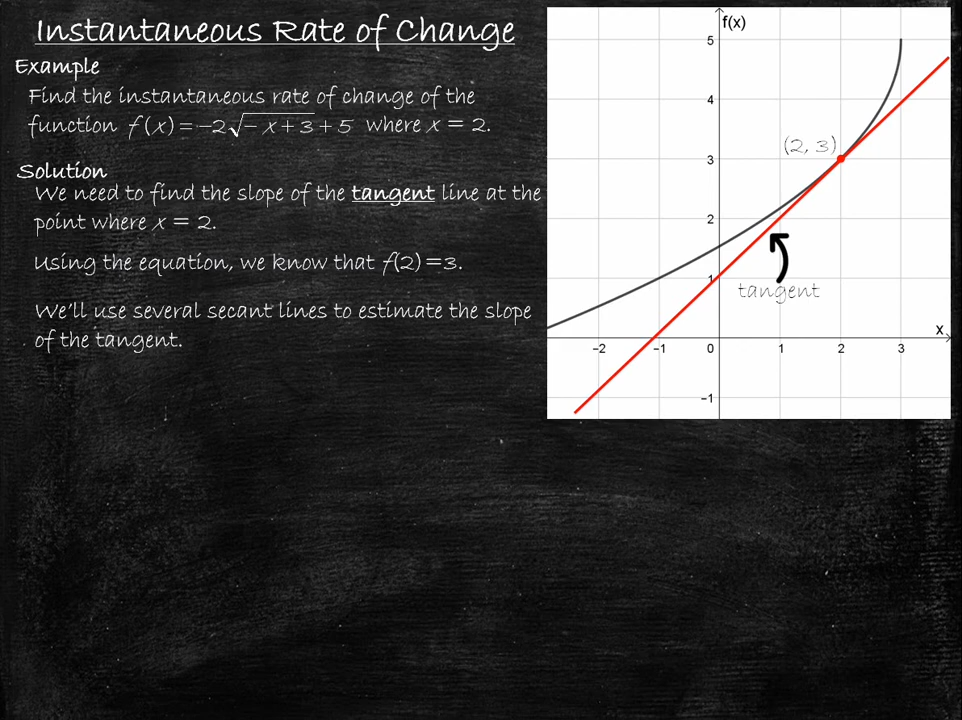 Instantaneous Rate of Change
Example
Find the instantaneous rate of change of the
function f(x) = −2√−x + 3 + 5 where x = 2.
Solution
We need to find the slope of the tangent line at the
point where x = 2.
Using the equation, we know that f(2) = 3.
We'll use several secant lines to estimate the slope
of the tangent.
f(x)
5
4
(2, 3)
3
2
1
tangent
x
−2 −1 0 1 2 3
−1